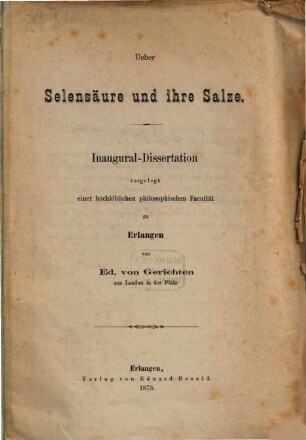 Ueber
Selensäure und ihre Salze.
Inaugural-Dissertation
vorgelegt
einer hochlöblichen philosophischen Facultät
zu
Erlangen
von
Ed. von Gerichten
aus Landau in der Pfalz
Erlangen,
Verlag von Eduard Besold.
1873.